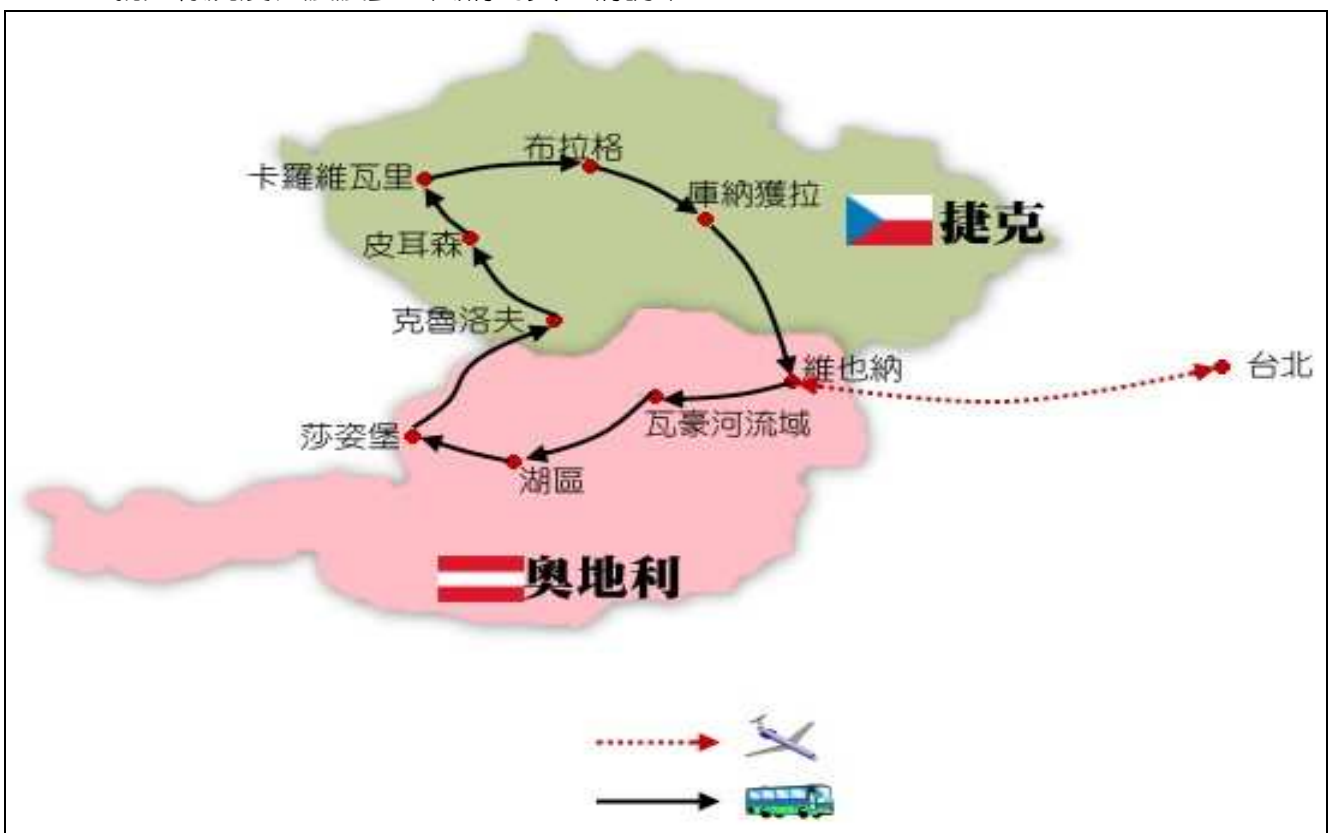 布拉格
卡羅維瓦里
庫納獲拉
捷克
皮耳森
克魯洛夫
維也納
台北
瓦豪河流域
莎姿堡
湖區
奧地利